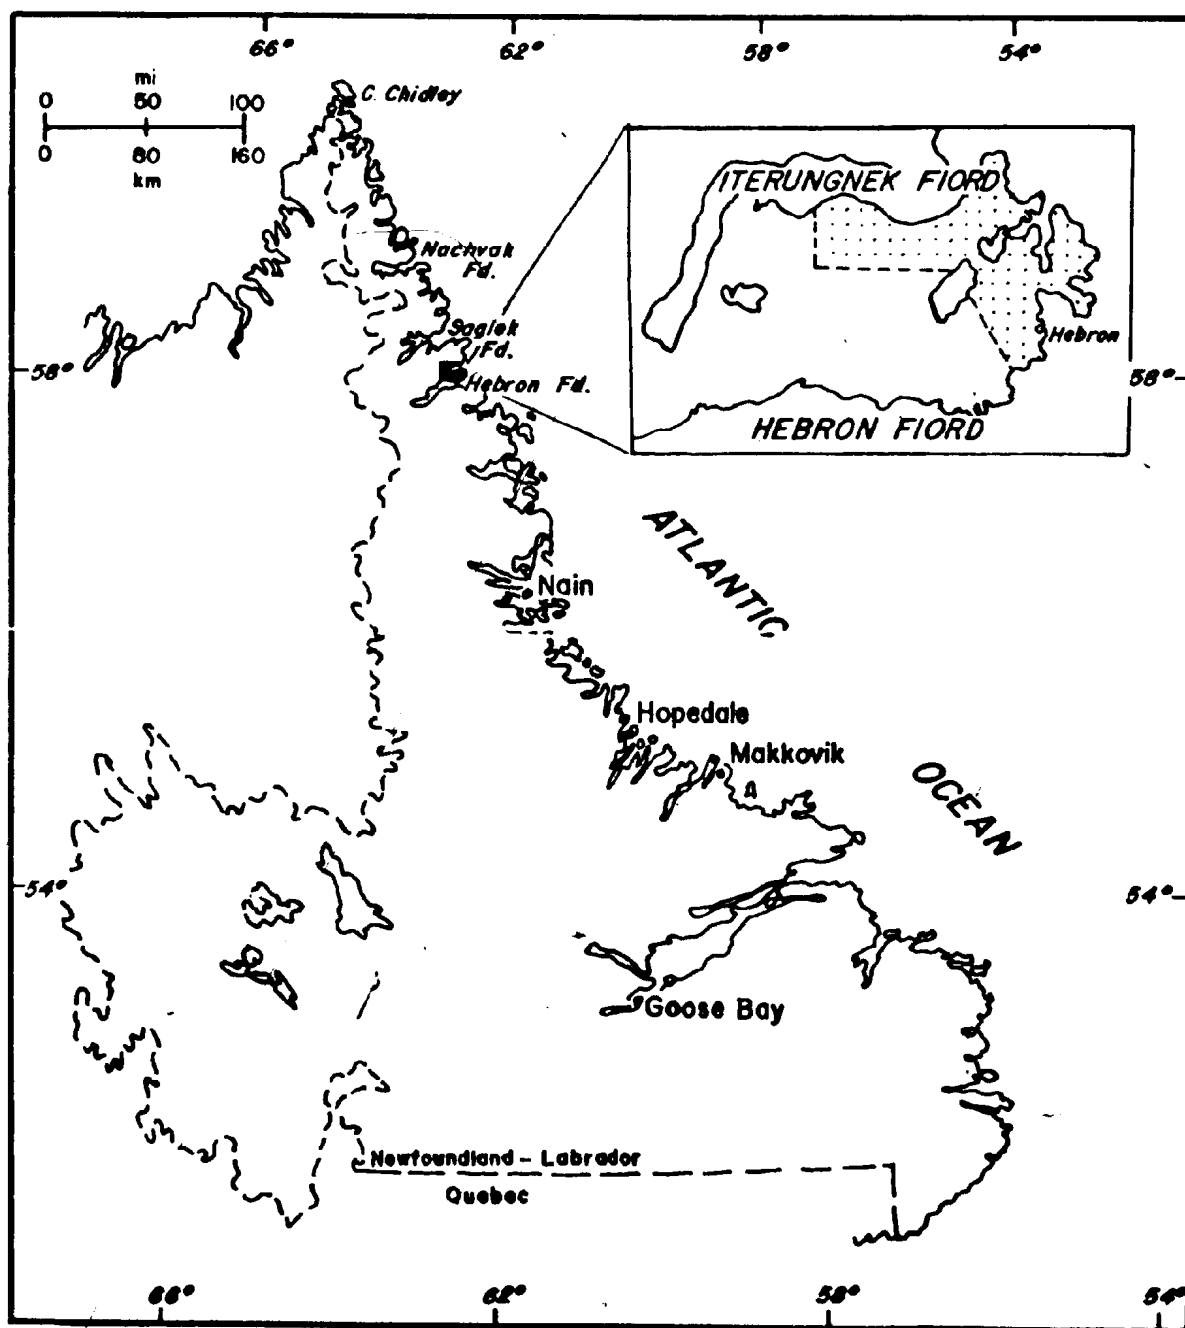 66° 62° 58° 54°
mi
0 50 100
0 80 160
km
C. Chidley
ITERUNGNEK FIORD
Nachvak
Fd.
Saglek
Fd.
Hebron
58° 58°
Hebron Fd.
HEBRON FIORD
ATLANTIC
Nain
Hopedale
Makkovik
OCEAN
54° 54°
Goose Bay
Newfoundland - Labrador
Quebec
66° 62° 58° 54°